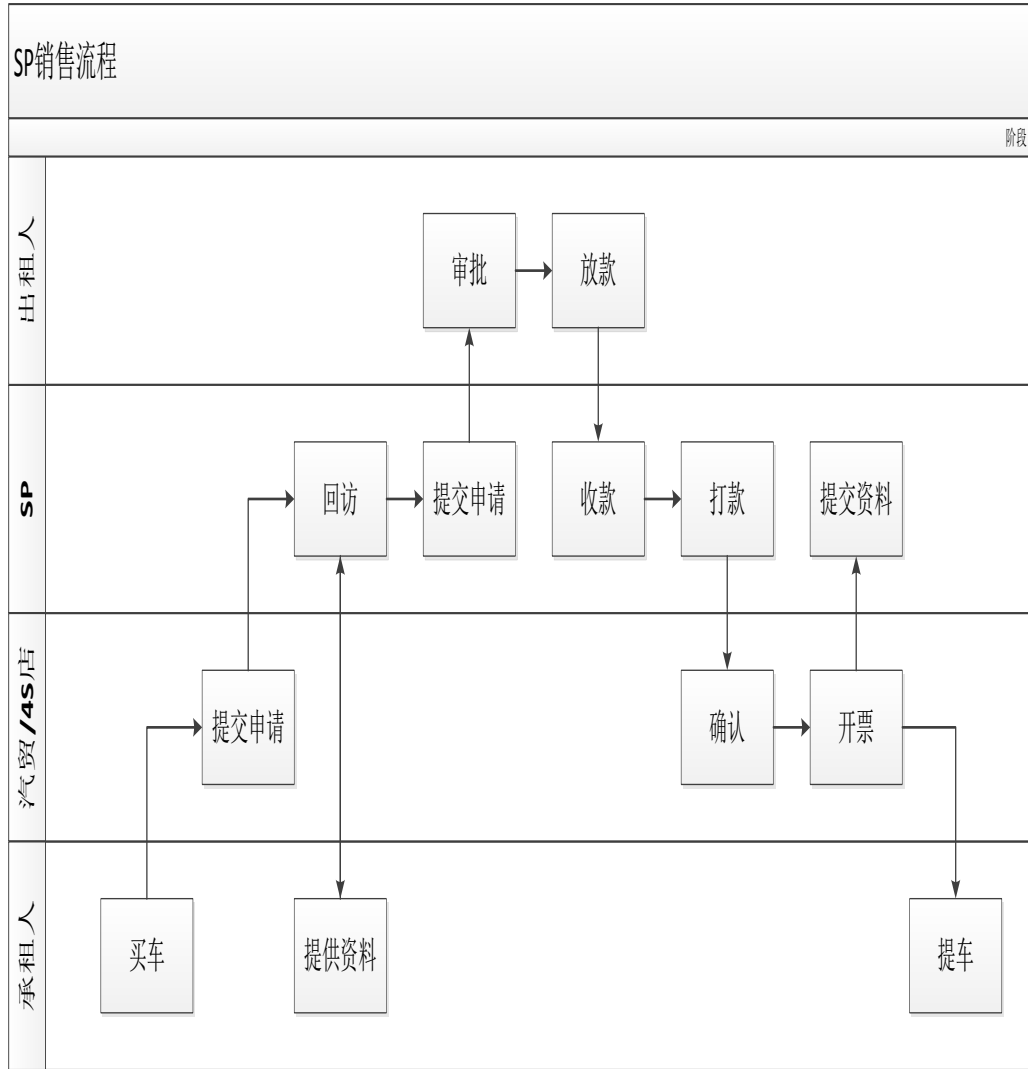 SP销售流程
阶段
出租人
审批
放款
SP
回访
提交申请
收款
打款
提交资料
汽贸/4S店
提交申请
确认
开票
承租人
买车
提供资料
提车